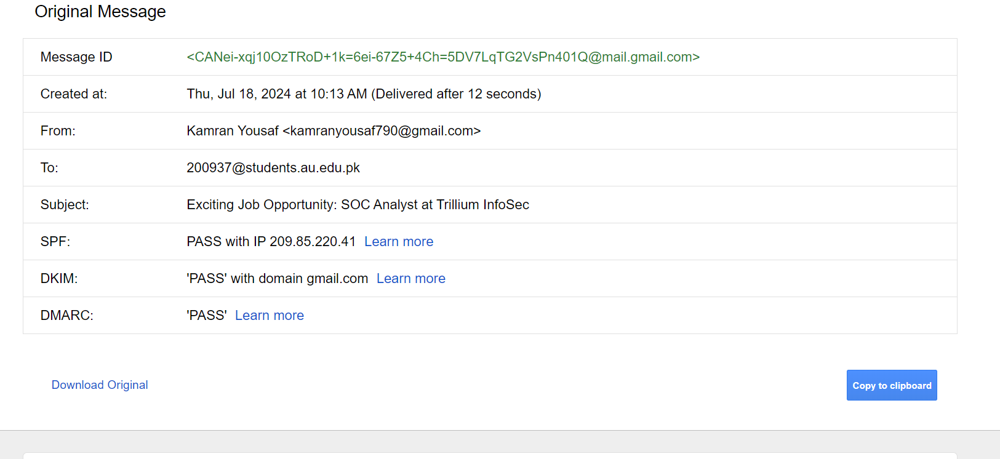 Original Message
Message ID <CANei-xqj10OzTRoD+1k=6ei-67Z5+4Ch=5DV7LqTG2VsPn401Q@mail.gmail.com>
Created at: Thu, Jul 18, 2024 at 10:13 AM (Delivered after 12 seconds)
From: Kamran Yousaf <kamranyousaf790@gmail.com>
To: 200937@students.au.edu.pk
Subject: Exciting Job Opportunity: SOC Analyst at Trillium InfoSec
SPF: PASS with IP 209.85.220.41 Learn more
DKIM: 'PASS' with domain gmail.com Learn more
DMARC: 'PASS' Learn more
Download Original Copy to clipboard